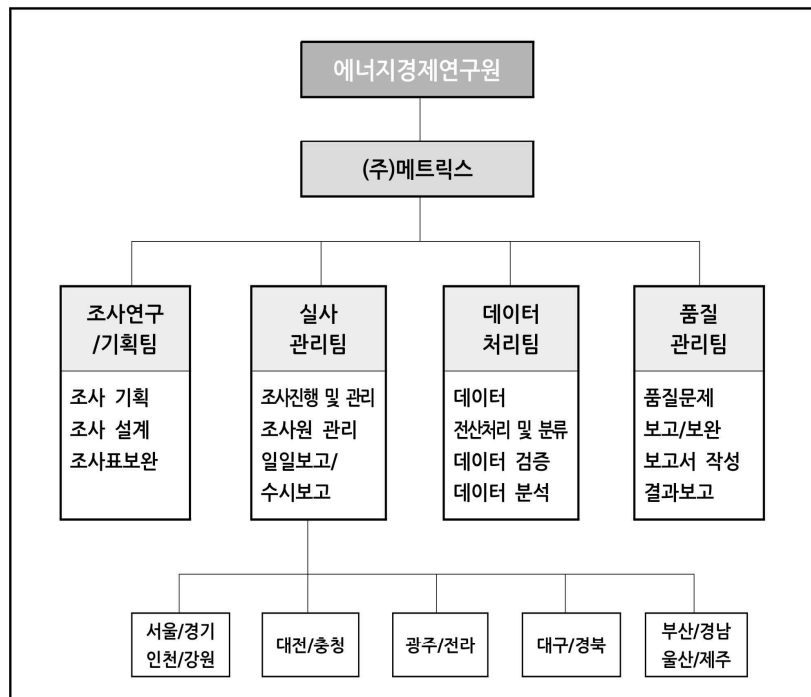 에너지경제연구원
(주)메트릭스
조사연구
/기획팀
조사 기획
조사 설계
조사표보완
실사
관리팀
조사진행 및 관리
조사원 관리
일일보고/
수시보고
데이터
처리팀
데이터
전산처리 및 분류
데이터 검증
데이터 분석
품질
관리팀
품질문제
보고/보완
보고서 작성
결과보고
서울/경기
인천/강원
대전/충청
광주/전라
대구/경북
부산/경남
울산/제주